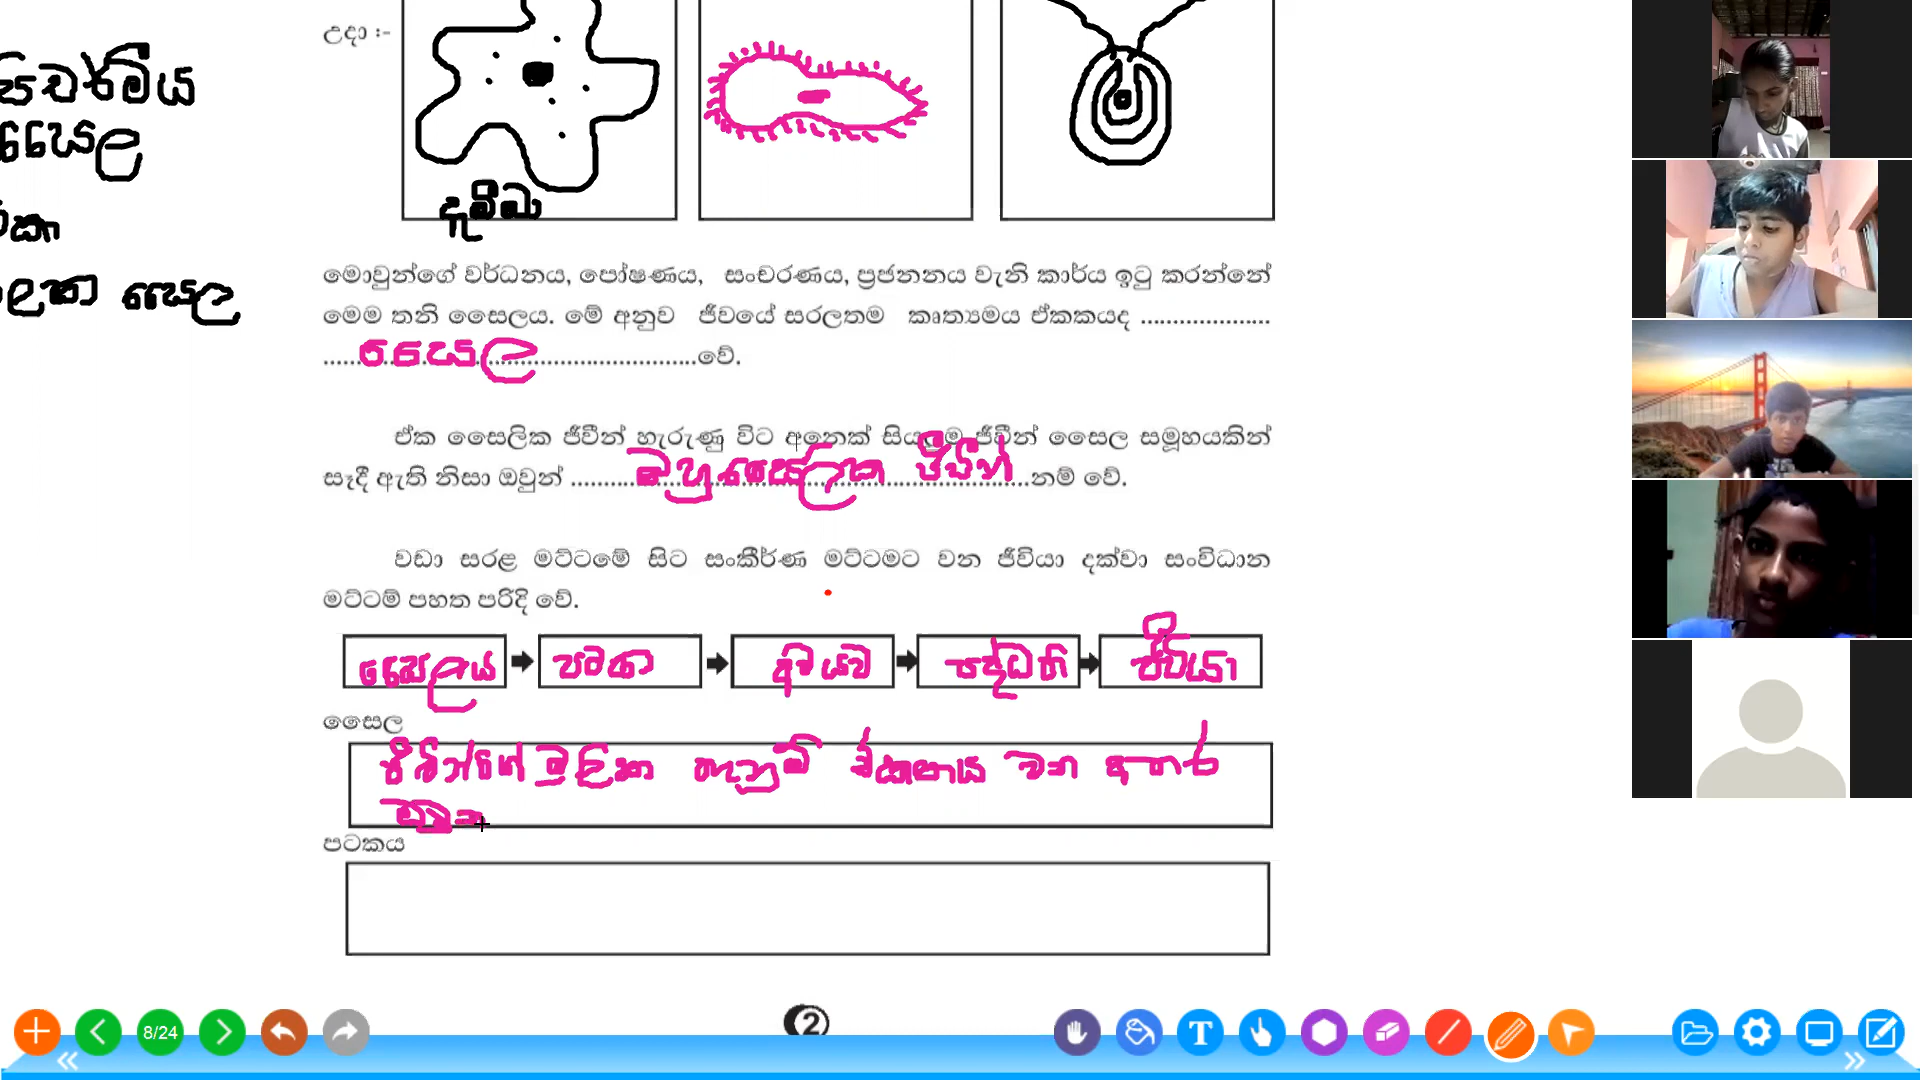 උදා :-
සෛල
දැබීබා
සෛල
මොවුන්ගේ වර්ධනය, පෝෂණය, සංචරණය, ප්‍රජනනය වැනි කාර්ය ඉටු කරන්නේ
මෙම තනි සෛලය. මේ අනුව ජීවයේ සරලතම කෘත්‍යමය ඒකකයද .....................
...... සෛල ...............................වේ.
ඒක සෛලික ජීවීන් හැරුණු විට අනෙක් සියලුම ජීවීන් සෛල සමූහයකින්
සෑදී ඇති නිසා ඔවුන් .......... බහුසෛලික ජීවීන් ..නම් වේ.
වඩා සරළ මට්ටමේ සිට සංකීර්ණ මට්ටමට වන ජීවියා දක්වා සංවිධාන
මට්ටම් පහත පරිදි වේ.
සෛලය පටක අවයව පද්ධති ජීවියා
සෛල
ජීවීන්ගේ මූලික තැනුම් ඒකකය වන අතර
පටකය
2
8/24
T